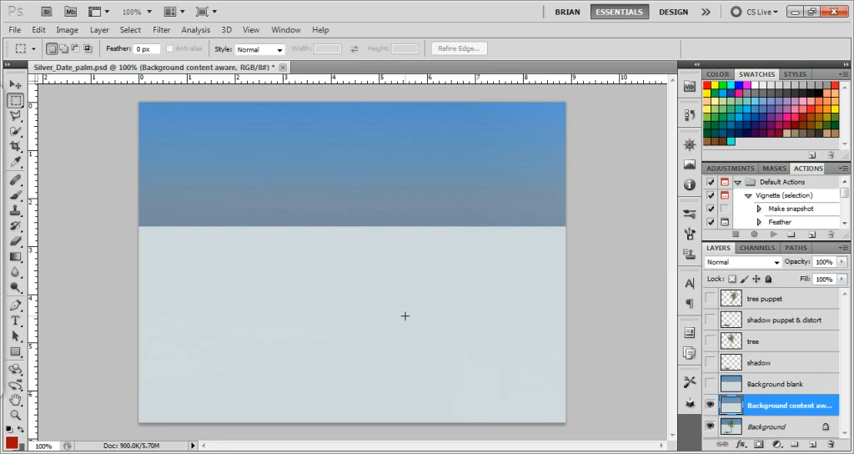 Ps Br Mb 100% BRIAN ESSENTIALS DESIGN CS Live
File Edit Image Layer Select Filter Analysis 3D View Window Help
Feather: 0 px Anti-alias Style: Normal Width: Height: Refine Edge...
Silver_Date_palm.psd @ 100% (Background content aware, RGB/8#) *
COLOR SWATCHES STYLES
ADJUSTMENTS MASKS ACTIONS
Default Actions
Vignette (selection)
Make snapshot
Feather
LAYERS CHANNELS PATHS
Normal Opacity: 100%
Lock: Fill: 100%
tree puppet
shadow puppet & distort
tree
shadow
Background blank
Background content aw...
Background
100% Doc: 900.0K/5.70M